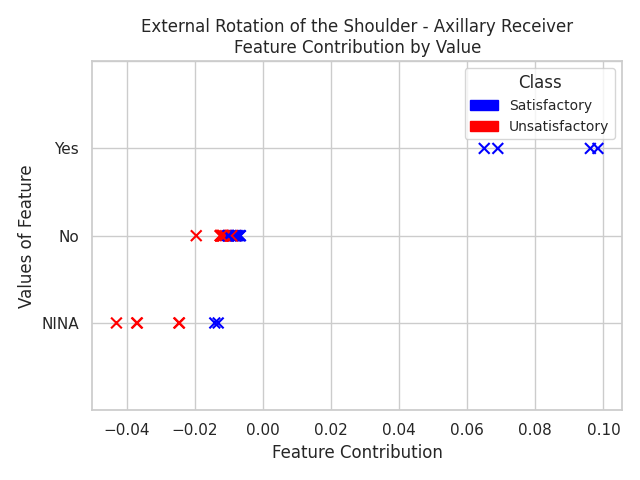 External Rotation of the Shoulder - Axillary Receiver
Feature Contribution by Value
Class
Satisfactory
Unsatisfactory
Values of Feature
Yes
No
NINA
−0.04 −0.02 0.00 0.02 0.04 0.06 0.08 0.10
Feature Contribution